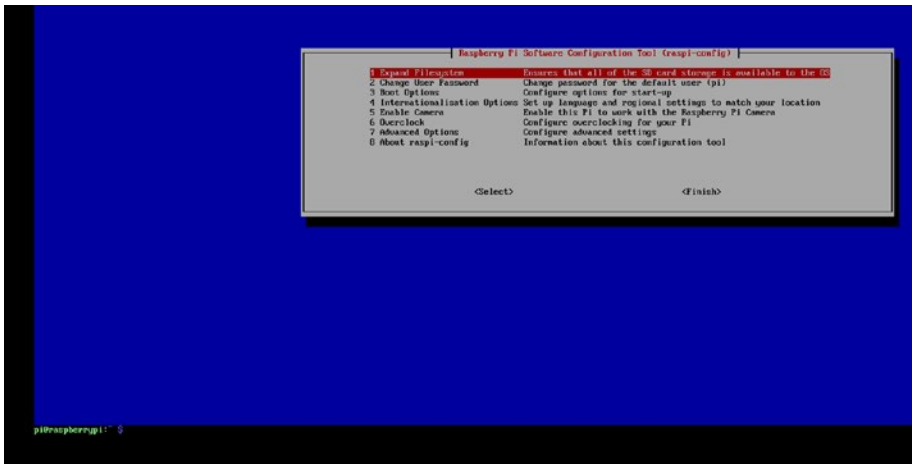 Raspberry Pi Software Configuration Tool (raspi-config)
1 Expand Filesystem Ensures that all of the SD card storage is available to the OS
2 Change User Password Change password for the default user (pi)
3 Boot Options Configure options for start-up
4 Internationalisation Options Set up language and regional settings to match your location
5 Enable Camera Enable this Pi to work with the Raspberry Pi Camera
6 Overclock Configure overclocking for your Pi
7 Advanced Options Configure advanced settings
8 About raspi-config Information about this configuration tool
<Select> <Finish>
pi@raspberrypi:~ $